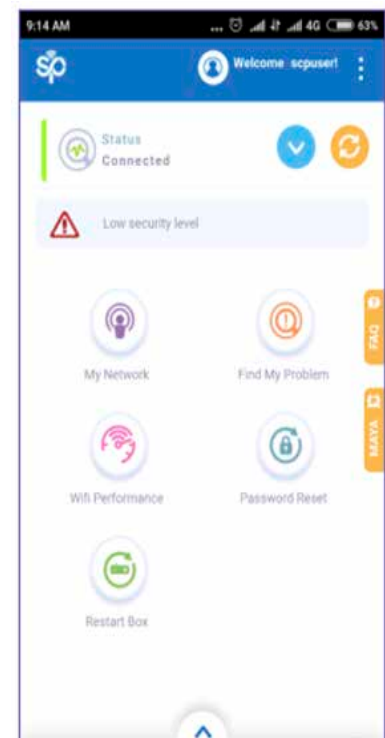 9:14 AM ... 4G 63%
sp Welcome scpuser!
Status
Connected
Low security level
My Network
Find My Problem
FAQ
Wifi Performance
Password Reset
MAYA
Restart Box